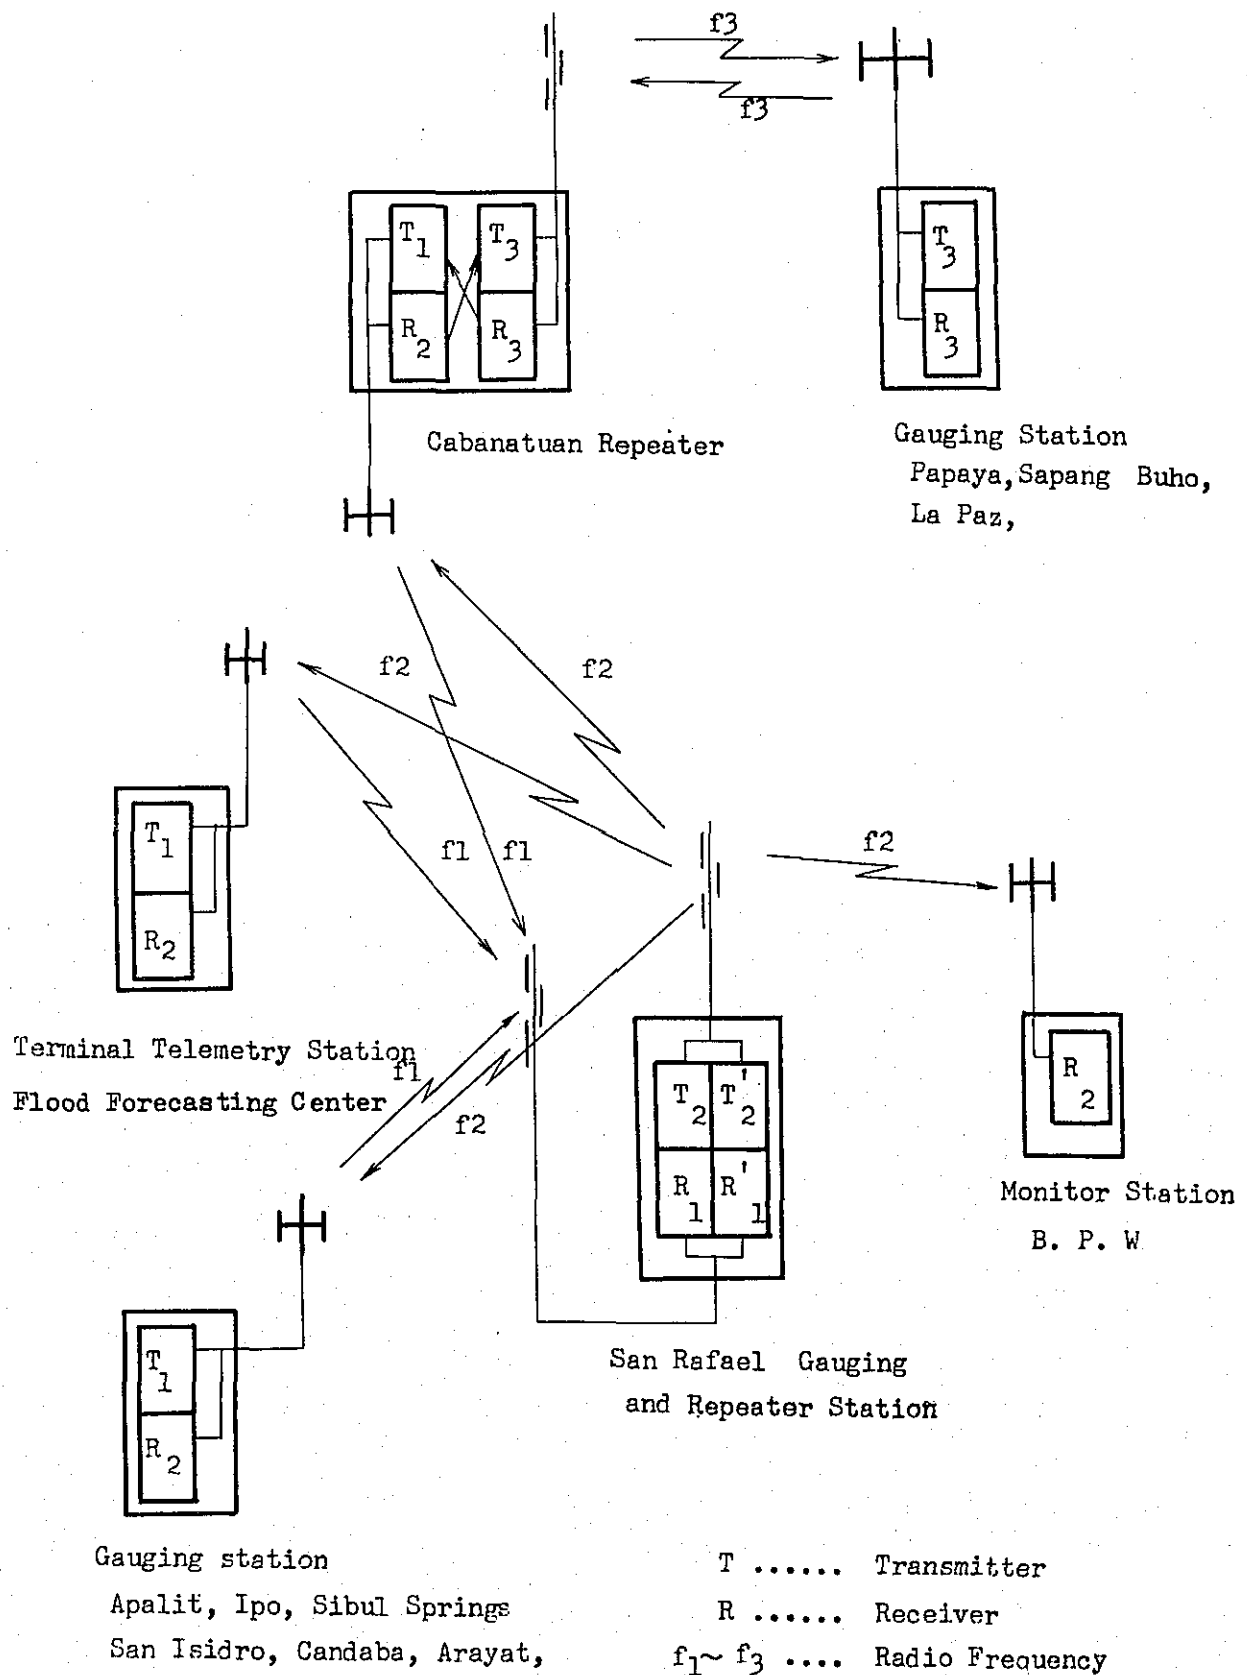 f3
f3
T1
T3
R2
R3
T3
R3
Cabanatuan Repeater
Gauging Station
Papaya, Sapang Buho,
La Paz,
f2
f2
f1
f1
f2
T1
R2
Terminal Telemetry Station
Flood Forecasting Center
f1
f2
T2
T'2
R1
R'1
R2
Monitor Station
B. P. W
T1
R2
San Rafael Gauging
and Repeater Station
Gauging station
Apalit, Ipo, Sibul Springs
San Isidro, Candaba, Arayat,
T ...... Transmitter
R ...... Receiver
f1~ f3 .... Radio Frequency